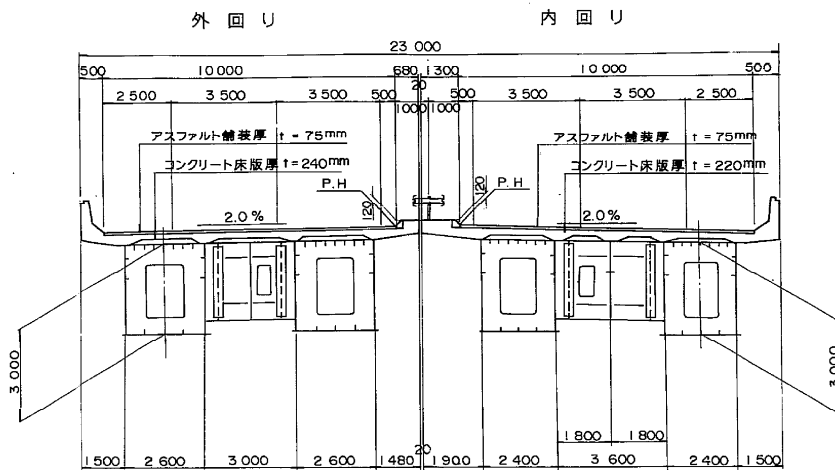 外回り 内回り
23 000
500 10 000 680 1 300 10 000 500
20
2 500 3 500 3 500 500 1 000 1 000 500 3 500 3 500 2 500
アスファルト舗装厚 t = 75mm アスファルト舗装厚 t = 75mm
コンクリート床版厚 t = 240mm コンクリート床版厚 t = 220mm
P.H 120 120 P.H
2.0 % 2.0 %
3 000 3 000
20
1 800 1 800
1 500 2 600 3 000 2 600 1 480 1 900 2 400 3 600 2 400 1 500